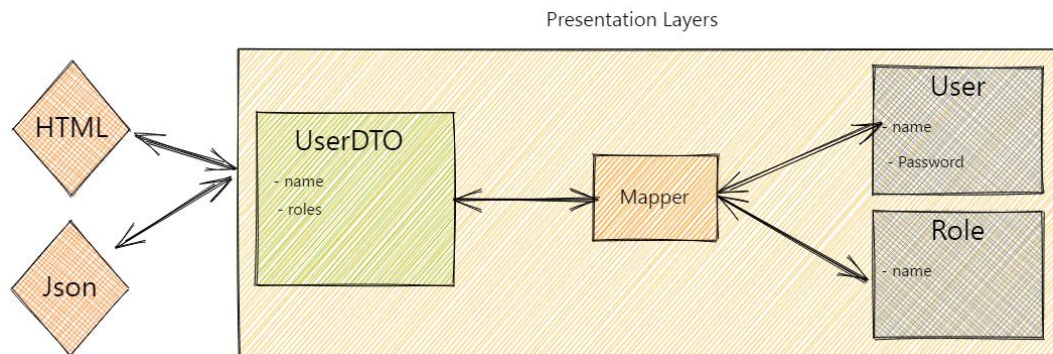 Presentation Layers
HTML
Json
UserDTO
- name
- roles
Mapper
User
- name
- Password
Role
- name